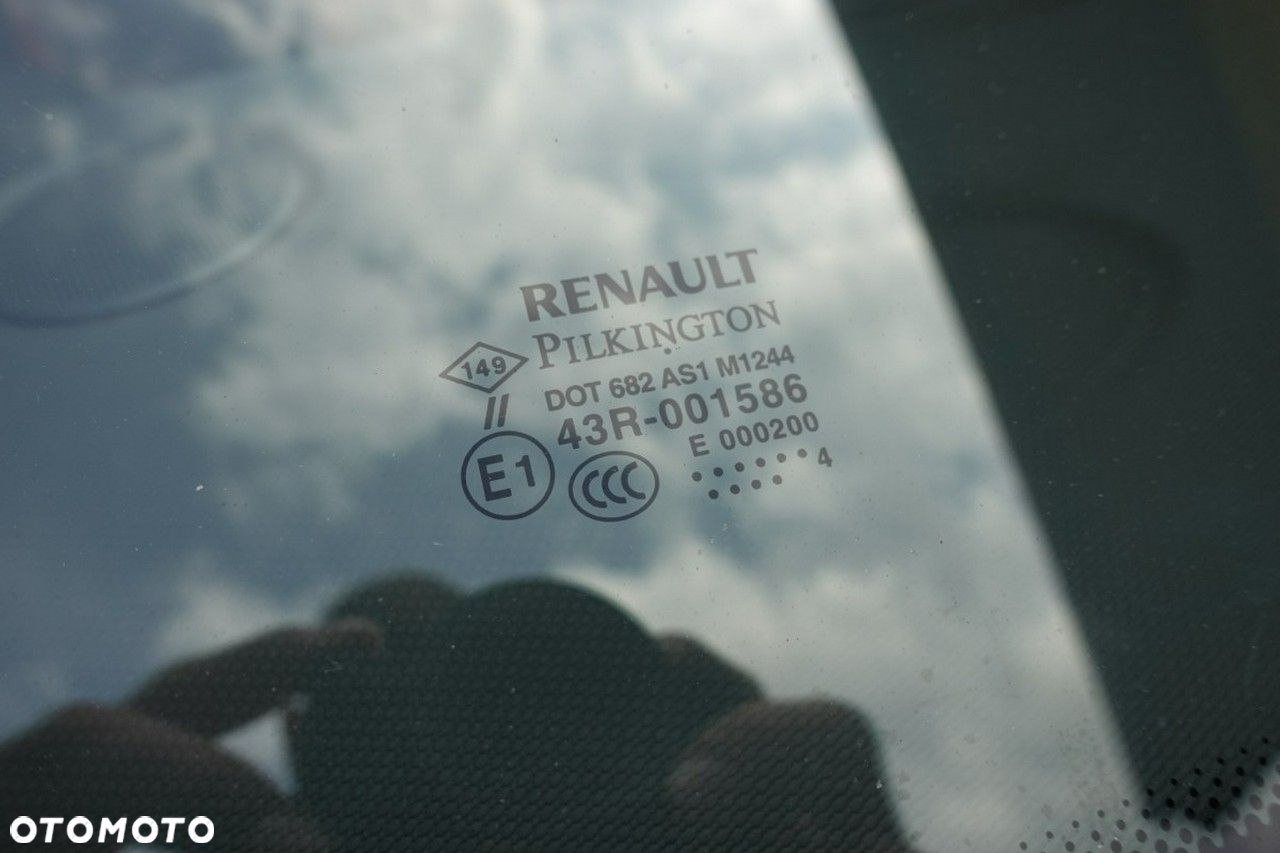 RENAULT
PILKINGTON
149
DOT 682 AS1 M1244
//
43R-001586
E 000200
E1
CCC
4
OTOMOTO